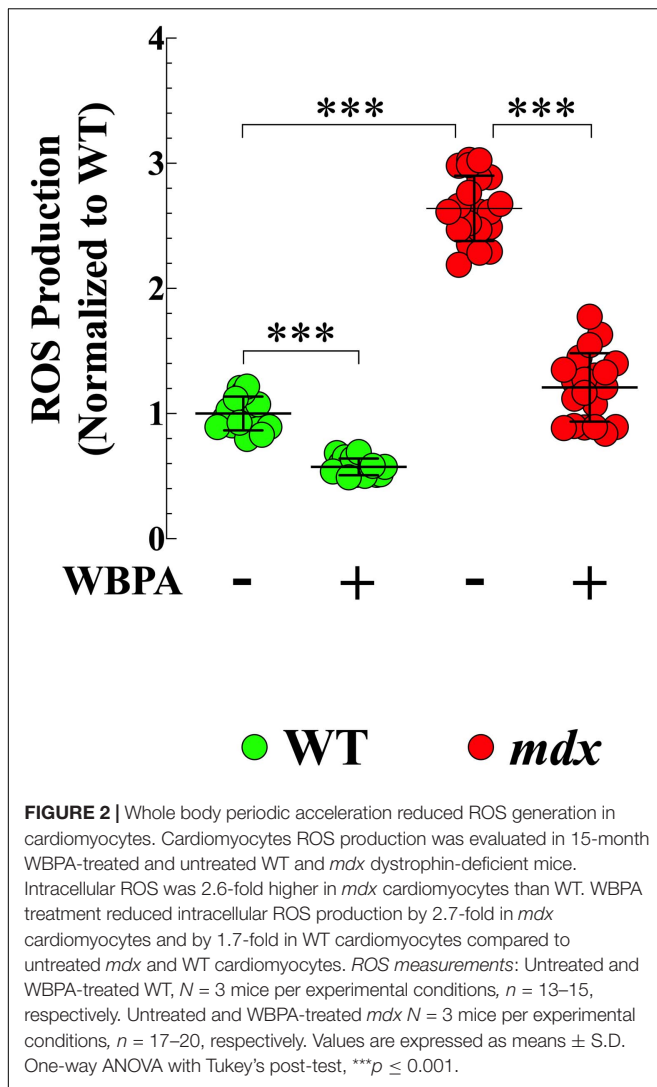 4
***
***
3
2
***
1
0
ROS Production
(Normalized to WT)
WBPA - + - +
WT mdx
FIGURE 2 | Whole body periodic acceleration reduced ROS generation in
cardiomyocytes. Cardiomyocytes ROS production was evaluated in 15-month
WBPA-treated and untreated WT and mdx dystrophin-deficient mice.
Intracellular ROS was 2.6-fold higher in mdx cardiomyocytes than WT. WBPA
treatment reduced intracellular ROS production by 2.7-fold in mdx
cardiomyocytes and by 1.7-fold in WT cardiomyocytes compared to
untreated mdx and WT cardiomyocytes. ROS measurements: Untreated and
WBPA-treated WT, N = 3 mice per experimental conditions, n = 13–15,
respectively. Untreated and WBPA-treated mdx N = 3 mice per experimental
conditions, n = 17–20, respectively. Values are expressed as means ± S.D.
One-way ANOVA with Tukey's post-test, ***p ≤ 0.001.